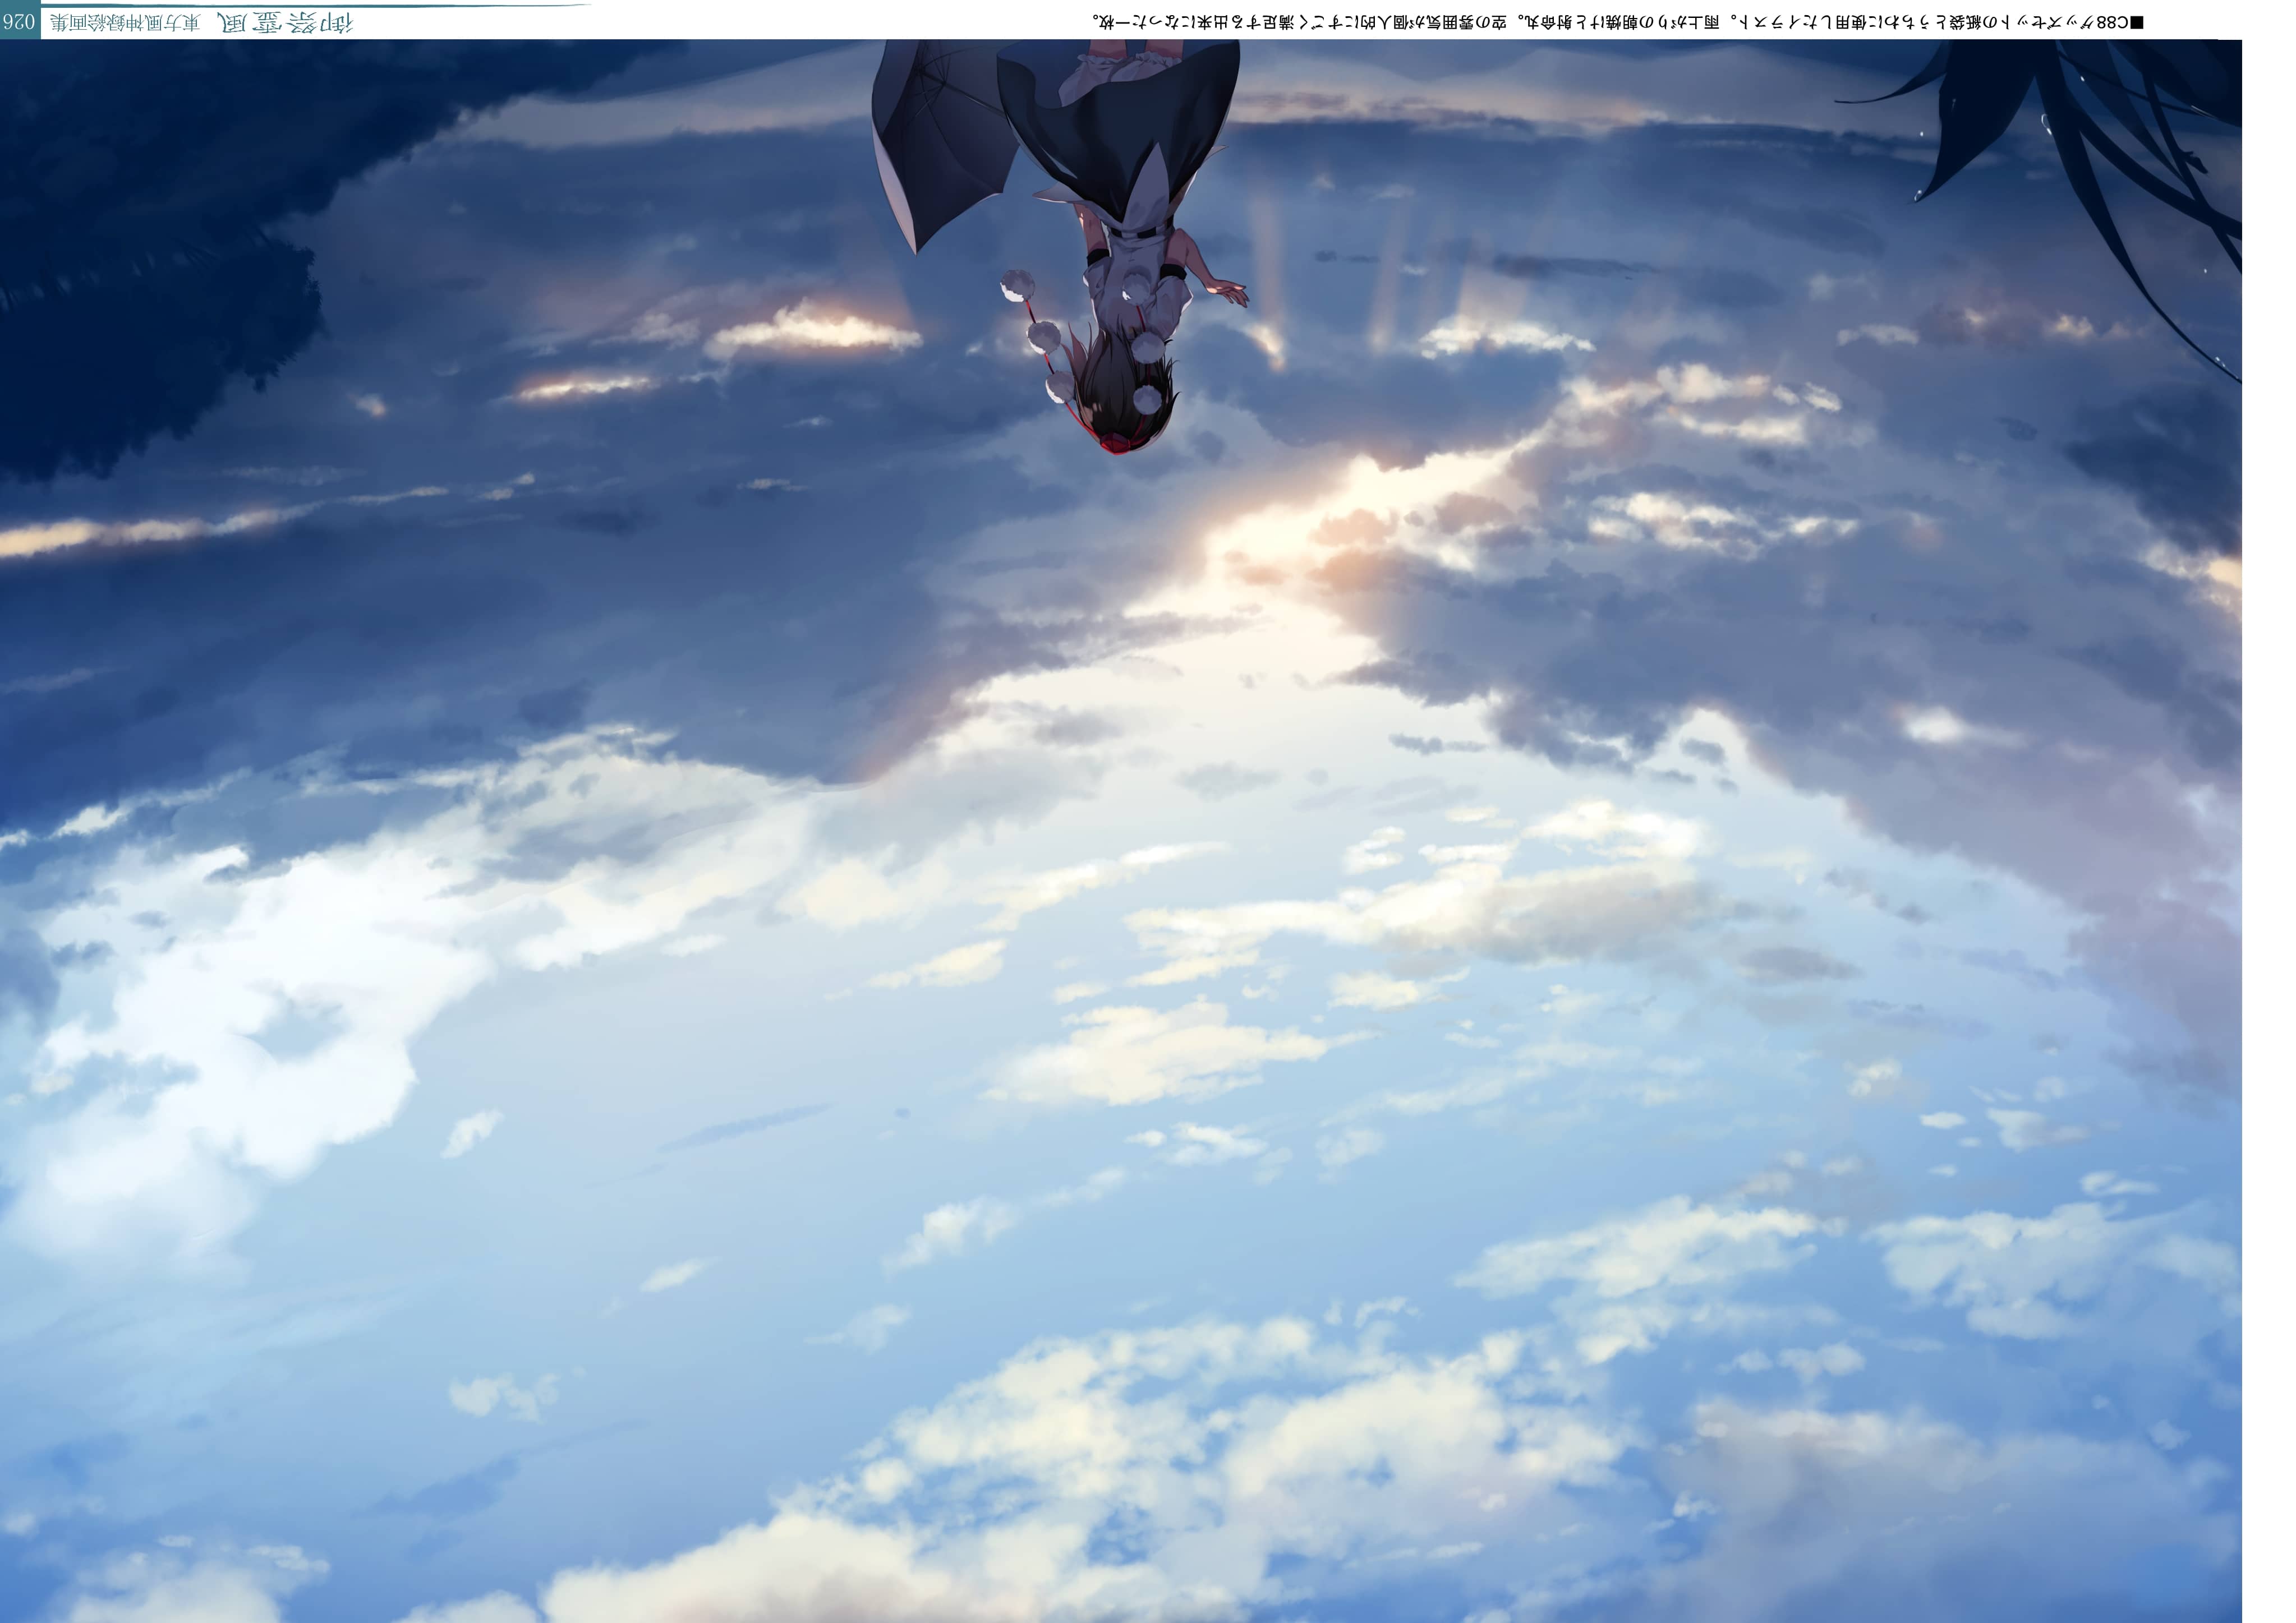 ■C88グッズセットの紙袋とうちわに使用したイラスト。雨上がりの朝焼けと射命丸。空の雰囲気が個人的にすごく満足する出来になった一枚。
御祭霊風 東方風神録絵画集 026